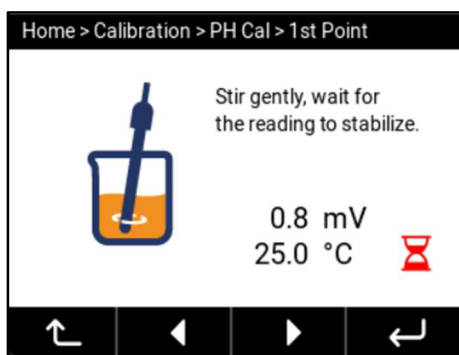 Home > Calibration > PH Cal > 1st Point
Stir gently, wait for
the reading to stabilize.
0.8 mV
25.0 °C